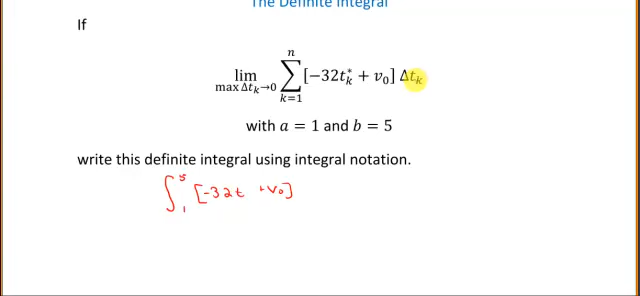 The Definite Integral
If
lim max Δt_k→0 ∑ k=1 n [−32t_k^* + v_0] Δt_k
with a = 1 and b = 5
write this definite integral using integral notation.
∫_1^5 [-32t +v_0]